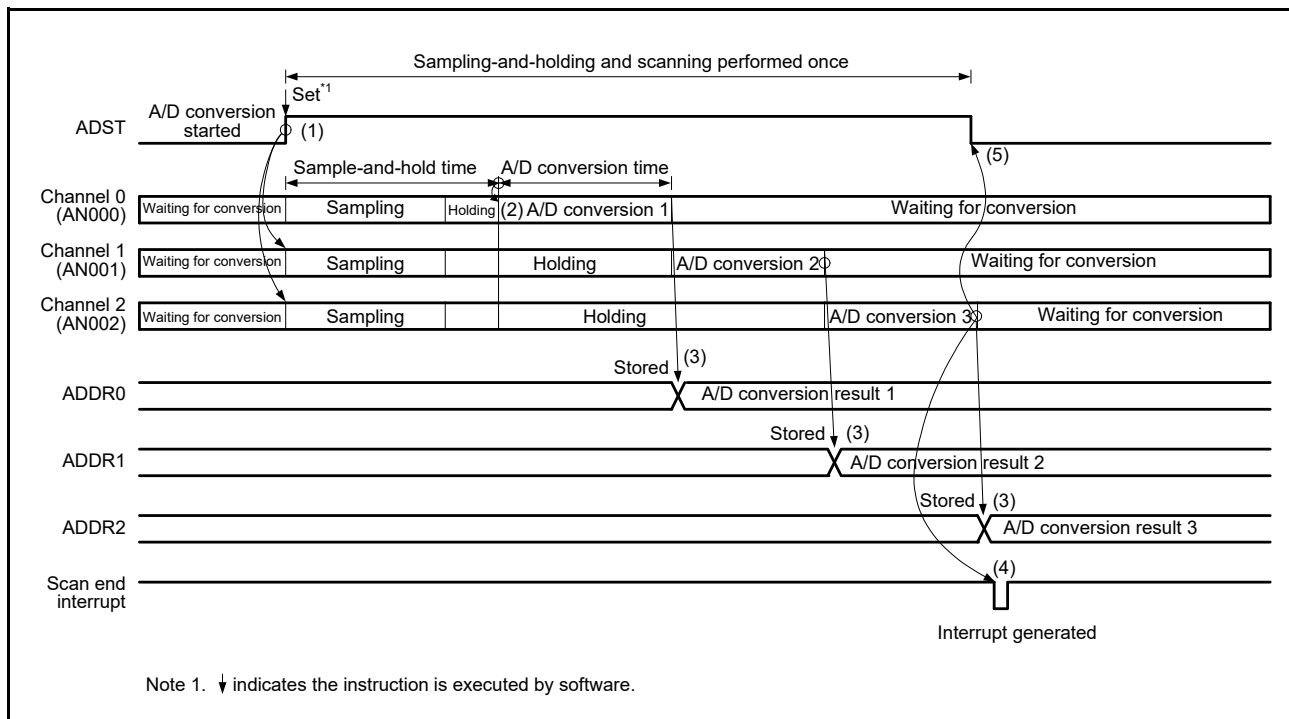 Sampling-and-holding and scanning performed once
Set*1
A/D conversion
started
ADST
(1)
(5)
Sample-and-hold time
A/D conversion time
Channel 0
(AN000)
Waiting for conversion
Sampling
Holding
(2) A/D conversion 1
Waiting for conversion
Channel 1
(AN001)
Waiting for conversion
Sampling
Holding
A/D conversion 2
Waiting for conversion
Channel 2
(AN002)
Waiting for conversion
Sampling
Holding
A/D conversion 3
Waiting for conversion
Stored (3)
ADDR0
A/D conversion result 1
Stored (3)
ADDR1
A/D conversion result 2
Stored (3)
ADDR2
A/D conversion result 3
Scan end
interrupt
(4)
Interrupt generated
Note 1. indicates the instruction is executed by software.